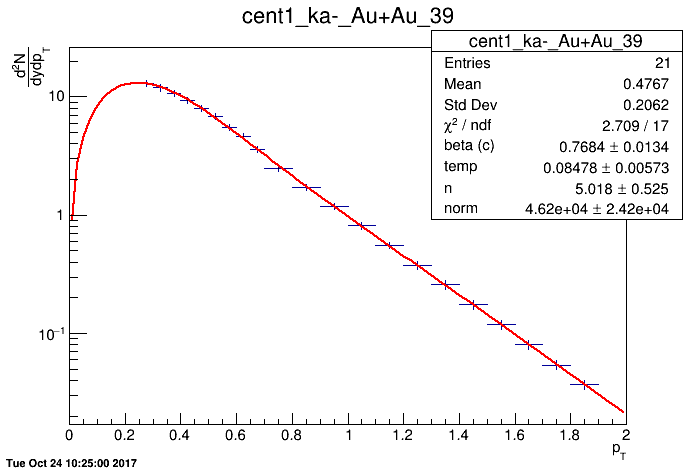 cent1_ka-_Au+Au_39
d²N
dydp_T
cent1_ka-_Au+Au_39
Entries 21
Mean 0.4767
Std Dev 0.2062
χ² / ndf 2.709 / 17
beta (c) 0.7684 ± 0.0134
temp 0.08478 ± 0.00573
n 5.018 ± 0.525
norm 4.62e+04 ± 2.42e+04
10
1
10⁻¹
0 0.2 0.4 0.6 0.8 1 1.2 1.4 1.6 1.8 2
p_T
Tue Oct 24 10:25:00 2017